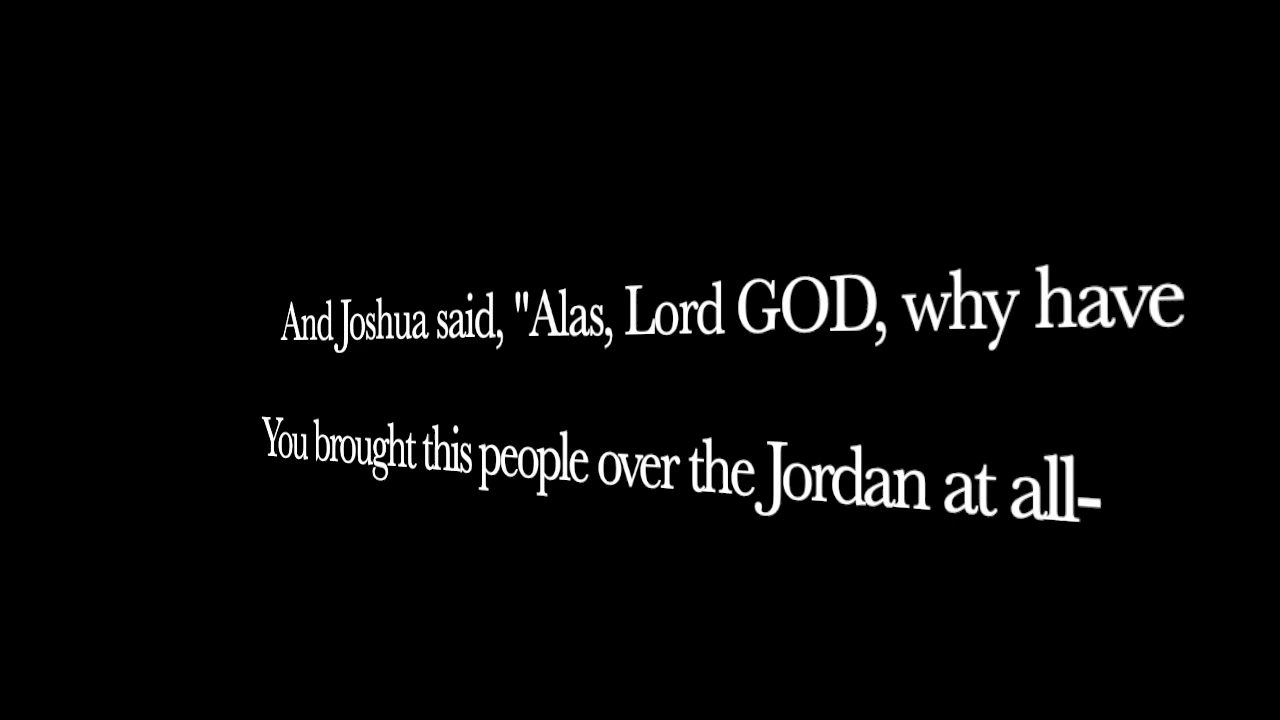 And Joshua said, "Alas, Lord GOD, why have
You brought this people over the Jordan at all-